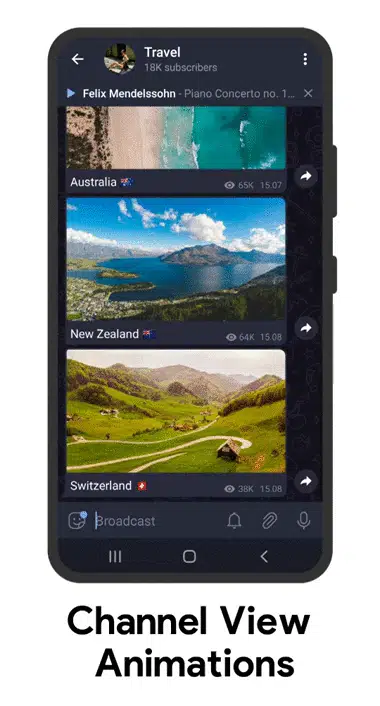 Travel
18K subscribers
Felix Mendelssohn - Piano Concerto no. 1...
Australia 🇦🇺
65K 15.07
New Zealand 🇳🇿
64K 15.08
Switzerland 🇨🇭
38K 15.08
Broadcast
Channel View
Animations